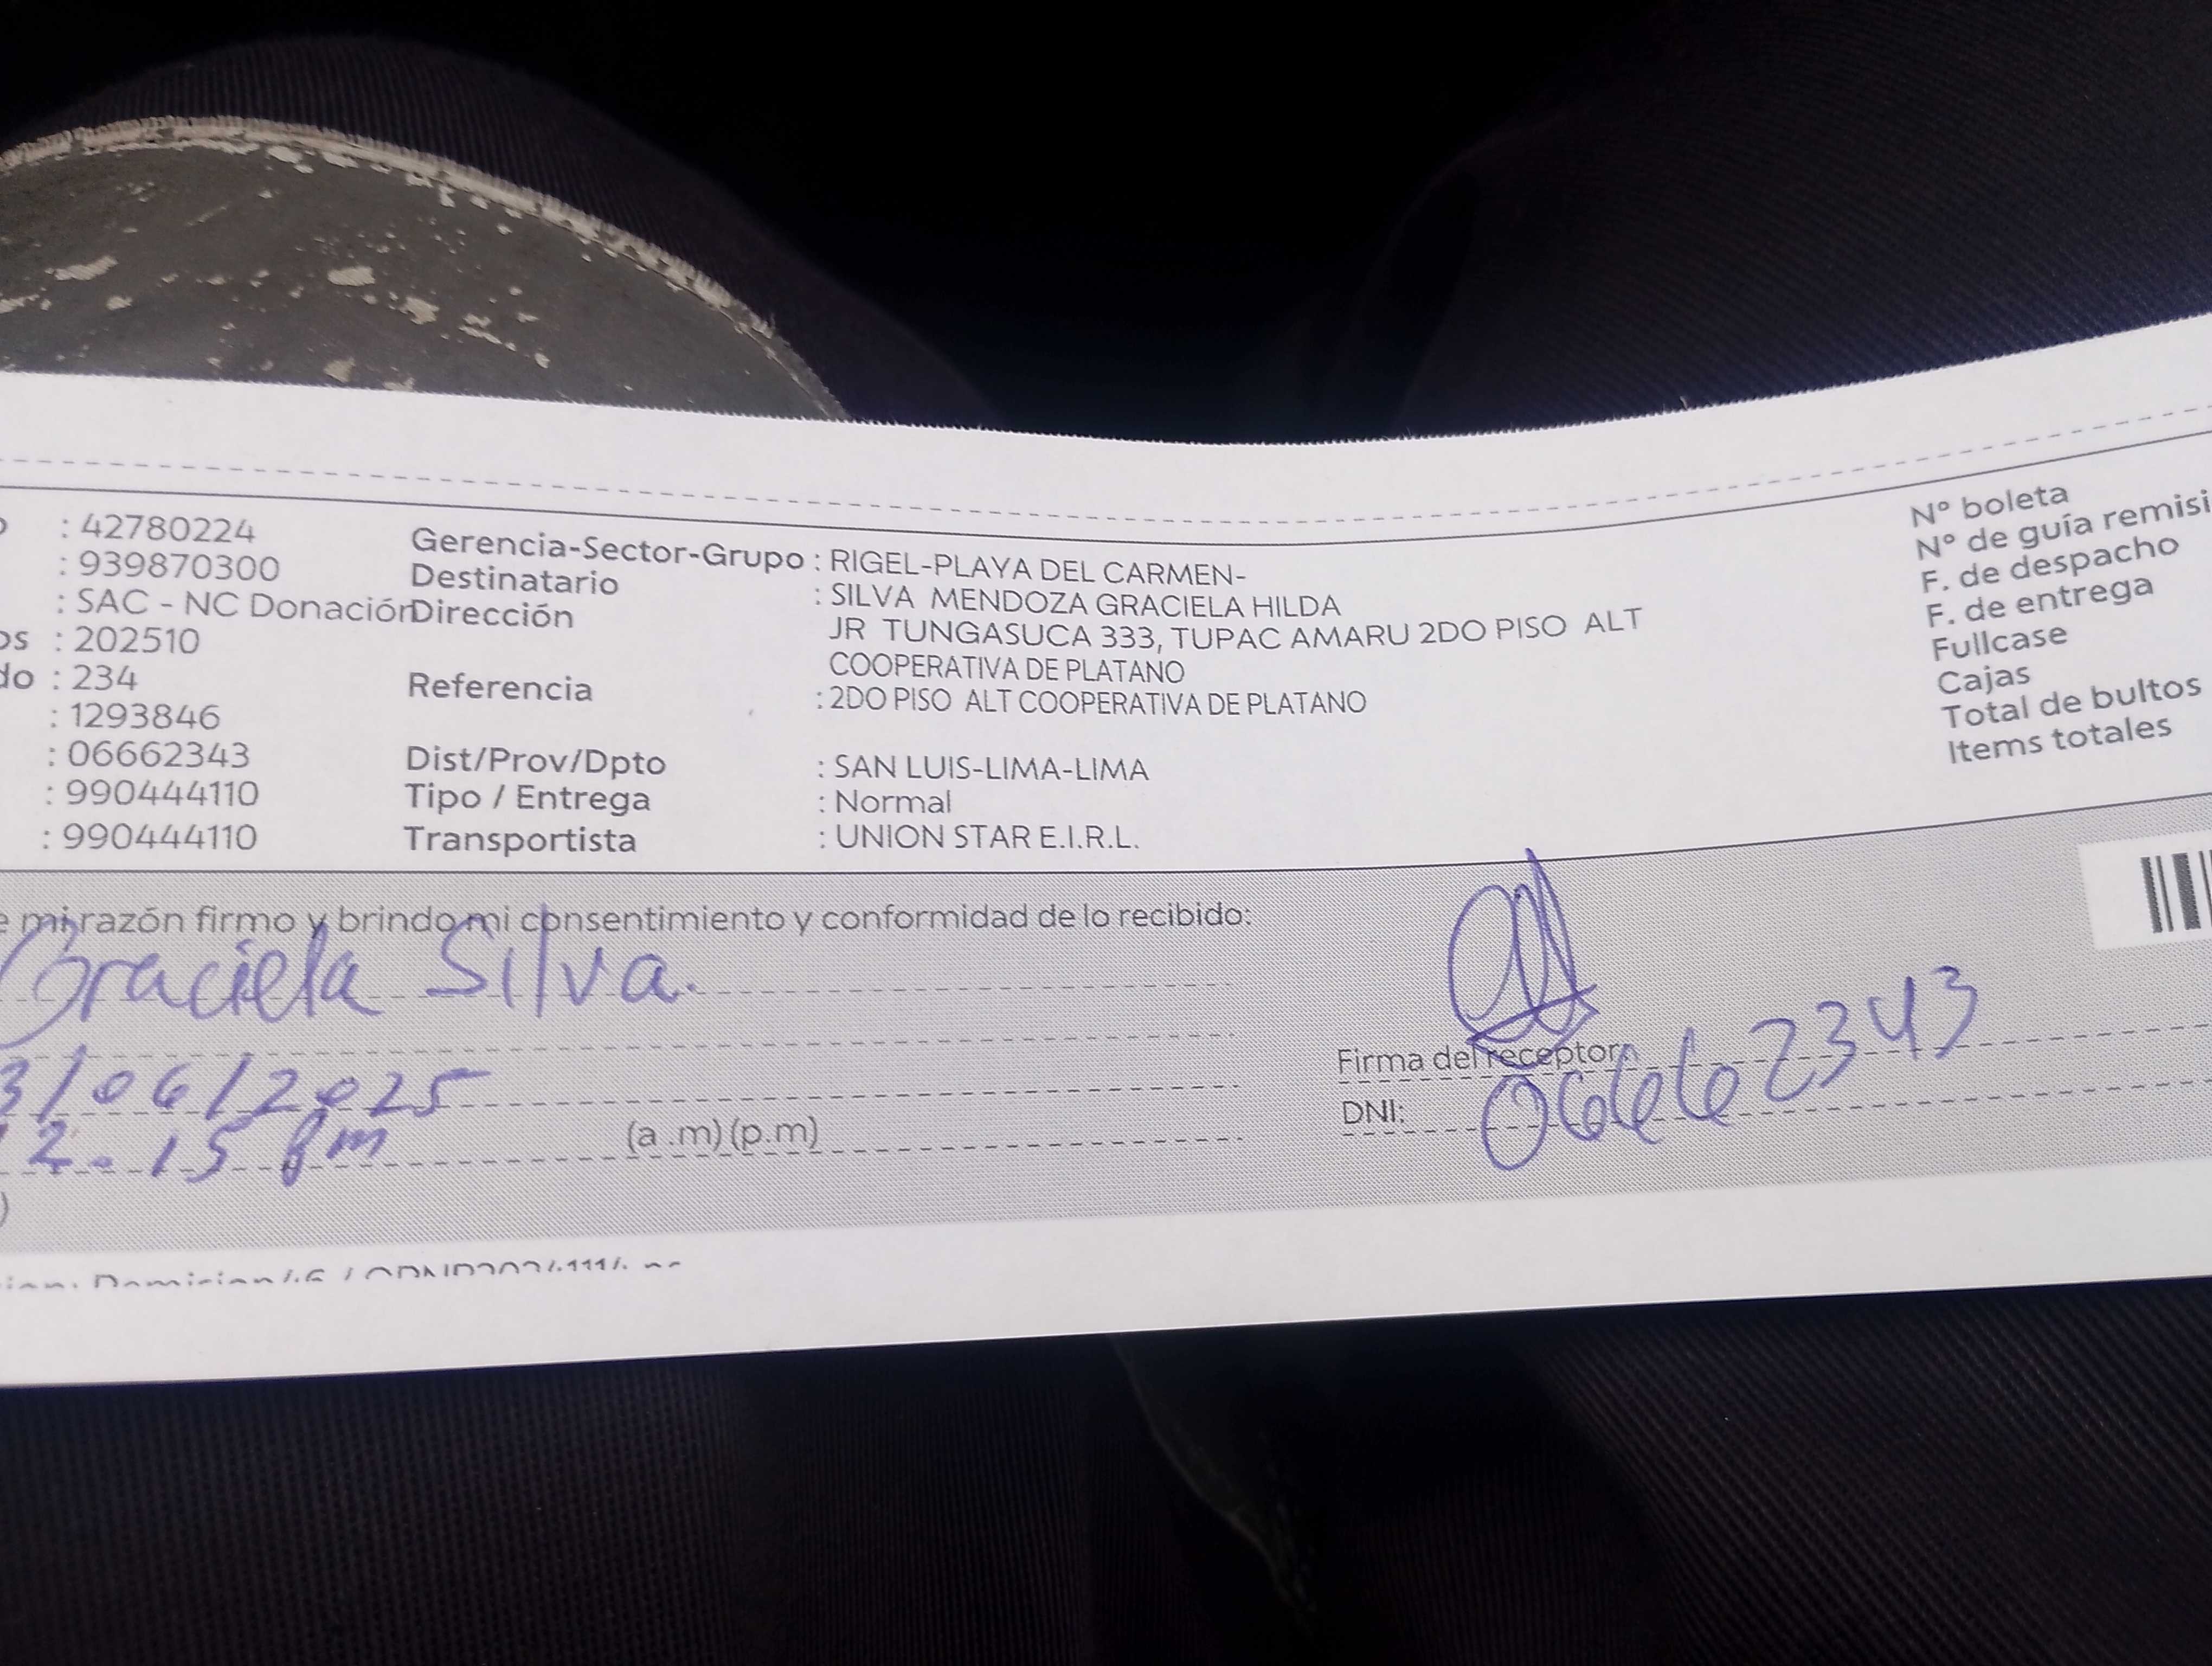 : 42780224
: 939870300
: SAC - NC Donación
os : 202510
do : 234
: 1293846
: 06662343
: 990444110
: 990444110
Gerencia-Sector-Grupo : RIGEL-PLAYA DEL CARMEN-
Destinatario : SILVA MENDOZA GRACIELA HILDA
Dirección JR TUNGASUCA 333, TUPAC AMARU 2DO PISO ALT
COOPERATIVA DE PLATANO
Referencia : 2DO PISO ALT COOPERATIVA DE PLATANO
Dist/Prov/Dpto : SAN LUIS-LIMA-LIMA
Tipo / Entrega : Normal
Transportista : UNION STAR E.I.R.L.
N° boleta
N° de guía remisi
F. de despacho
F. de entrega
Fullcase
Cajas
Total de bultos
Items totales
e mi razón firmo y brindo mi consentimiento y conformidad de lo recibido:
Graciela Silva.
3/06/2025
12.15 pm (a .m) (p.m)
Firma del receptor
DNI: 06662343
)